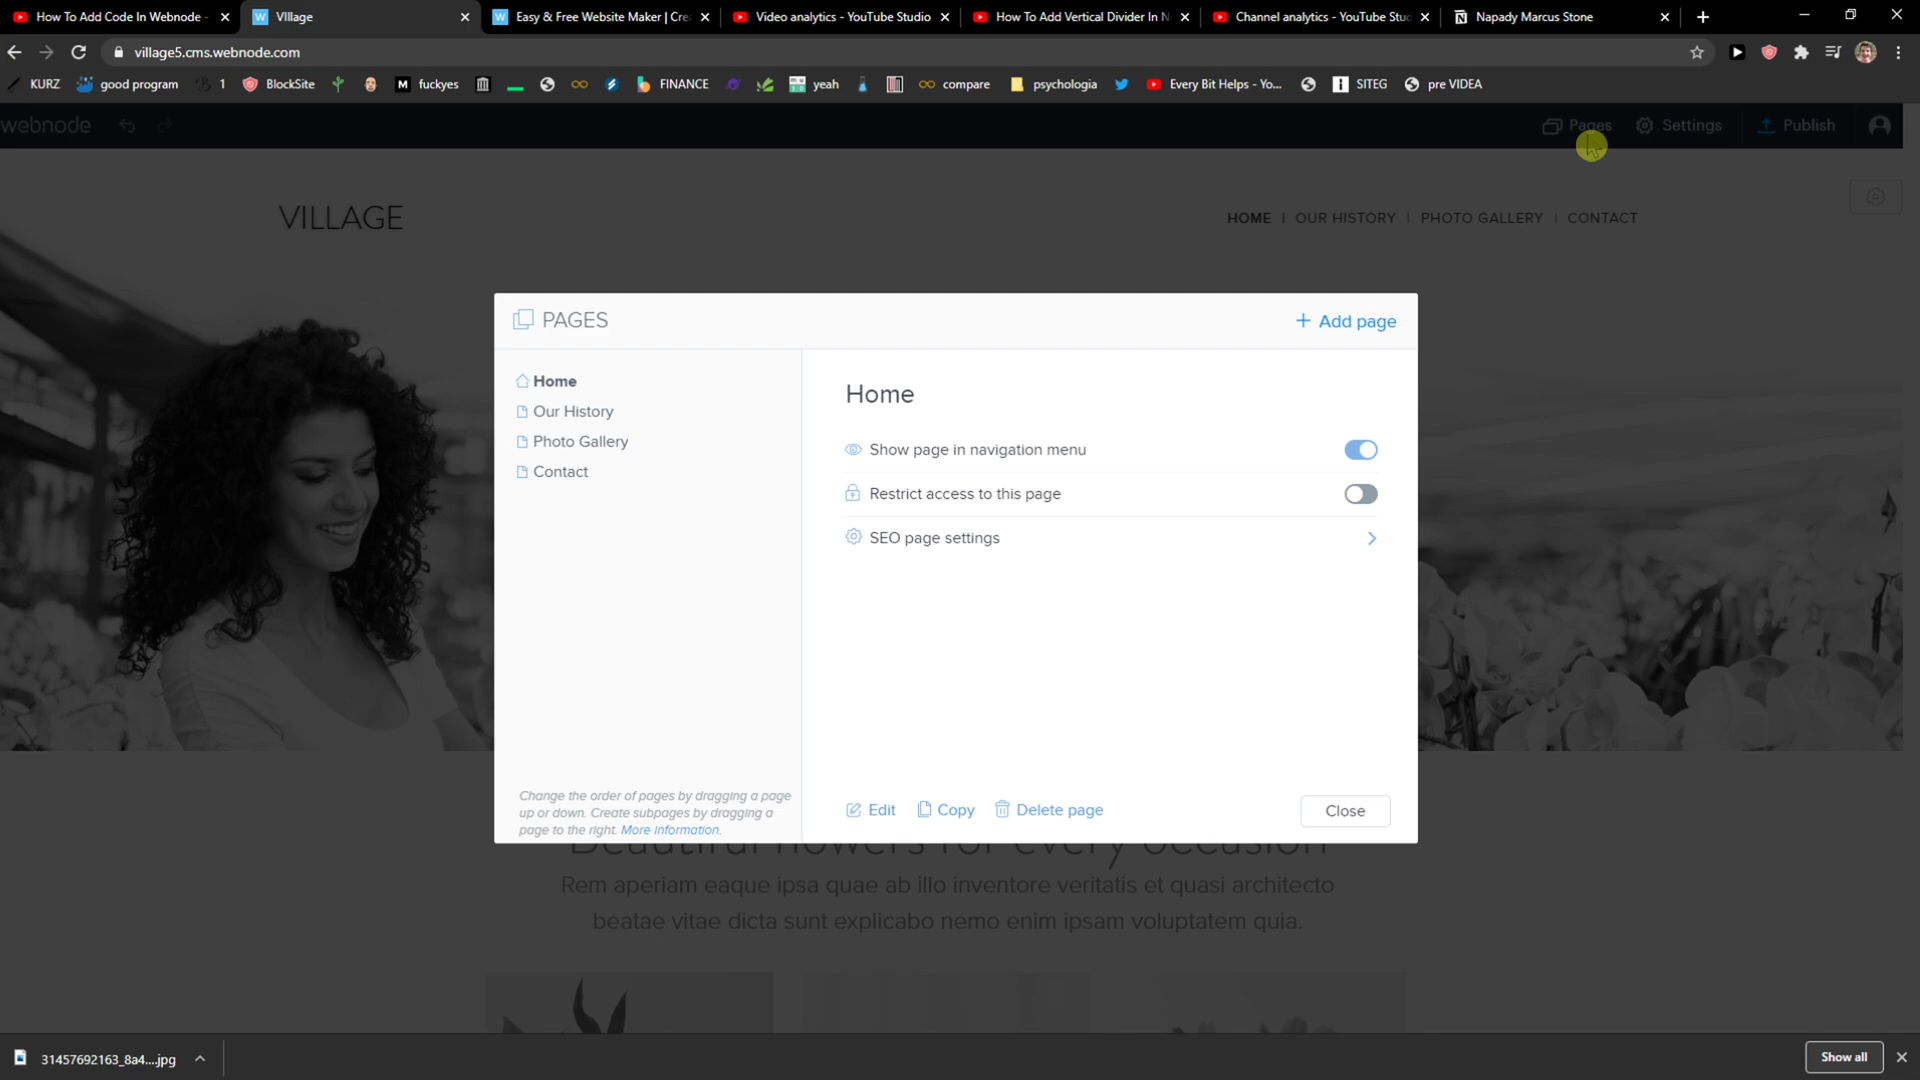 How To Add Code In Webnode -
VIllage
Easy & Free Website Maker | Cre
Video analytics - YouTube Studio
How To Add Vertical Divider In N
Channel analytics - YouTube Stu
Napady Marcus Stone
village5.cms.webnode.com
KURZ
good program
1
BlockSite
fuckyes
FINANCE
yeah
compare
psychologia
Every Bit Helps - Yo...
SITEG
pre VIDEA
webnode
Pages
Settings
Publish
VILLAGE
HOME
OUR HISTORY
PHOTO GALLERY
CONTACT
PAGES
+ Add page
Home
Our History
Photo Gallery
Contact
Home
Show page in navigation menu
Restrict access to this page
SEO page settings
Change the order of pages by dragging a page
up or down. Create subpages by dragging a
page to the right. More information.
Edit
Copy
Delete page
Close
Beautiful flowers for every occasion
Rem aperiam eaque ipsa quae ab illo inventore veritatis et quasi architecto
beatae vitae dicta sunt explicabo nemo enim ipsam voluptatem quia.
31457692163_8a4....jpg
Show all